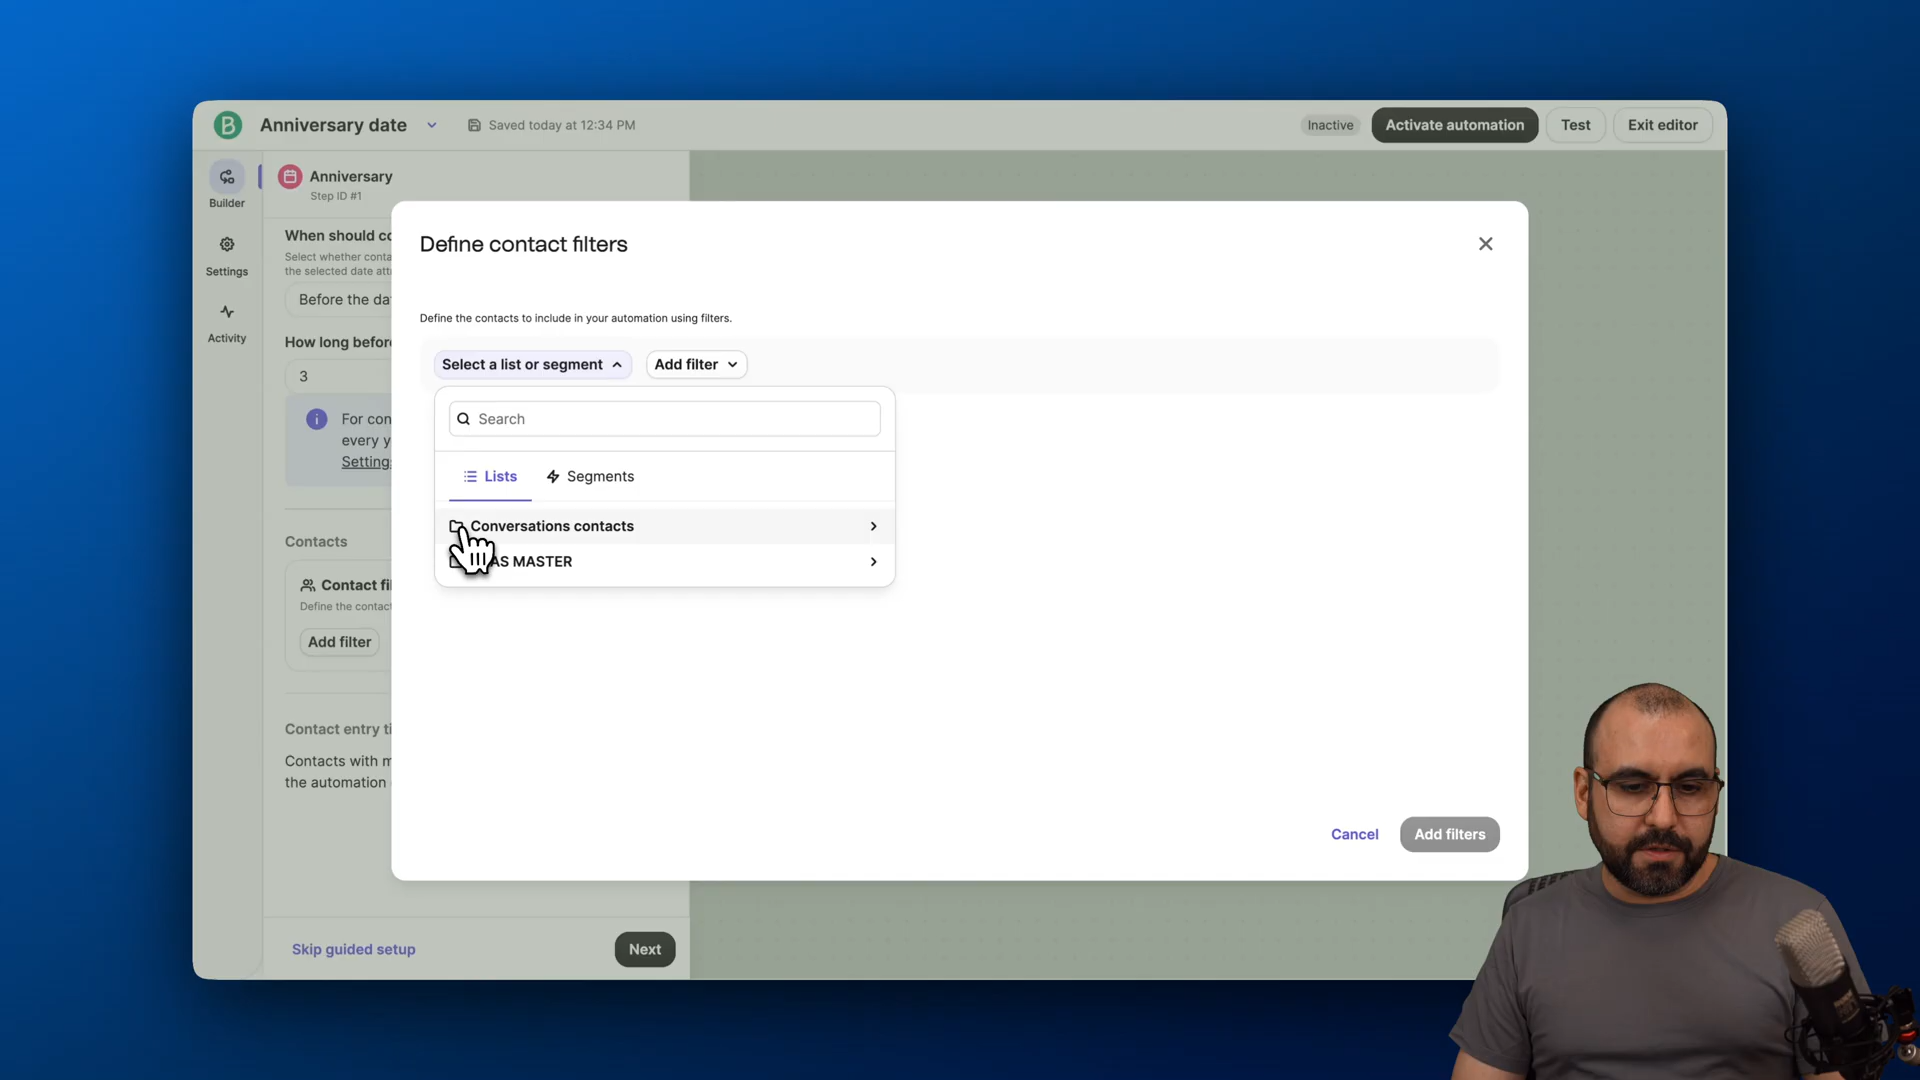 B
Anniversary date
Saved today at 12:34 PM
Inactive
Activate automation
Test
Exit editor
Builder
Settings
Activity
Anniversary
Step ID #1
When should co
Select whether conta
the selected date att
Before the da
How long before
3
For con
every y
Setting
Contacts
Contact fi
Define the contac
Add filter
Contact entry ti
Contacts with m
the automation
Skip guided setup
Next
Define contact filters
Define the contacts to include in your automation using filters.
Select a list or segment
Add filter
Search
Lists
Segments
Conversations contacts
AS MASTER
Cancel
Add filters